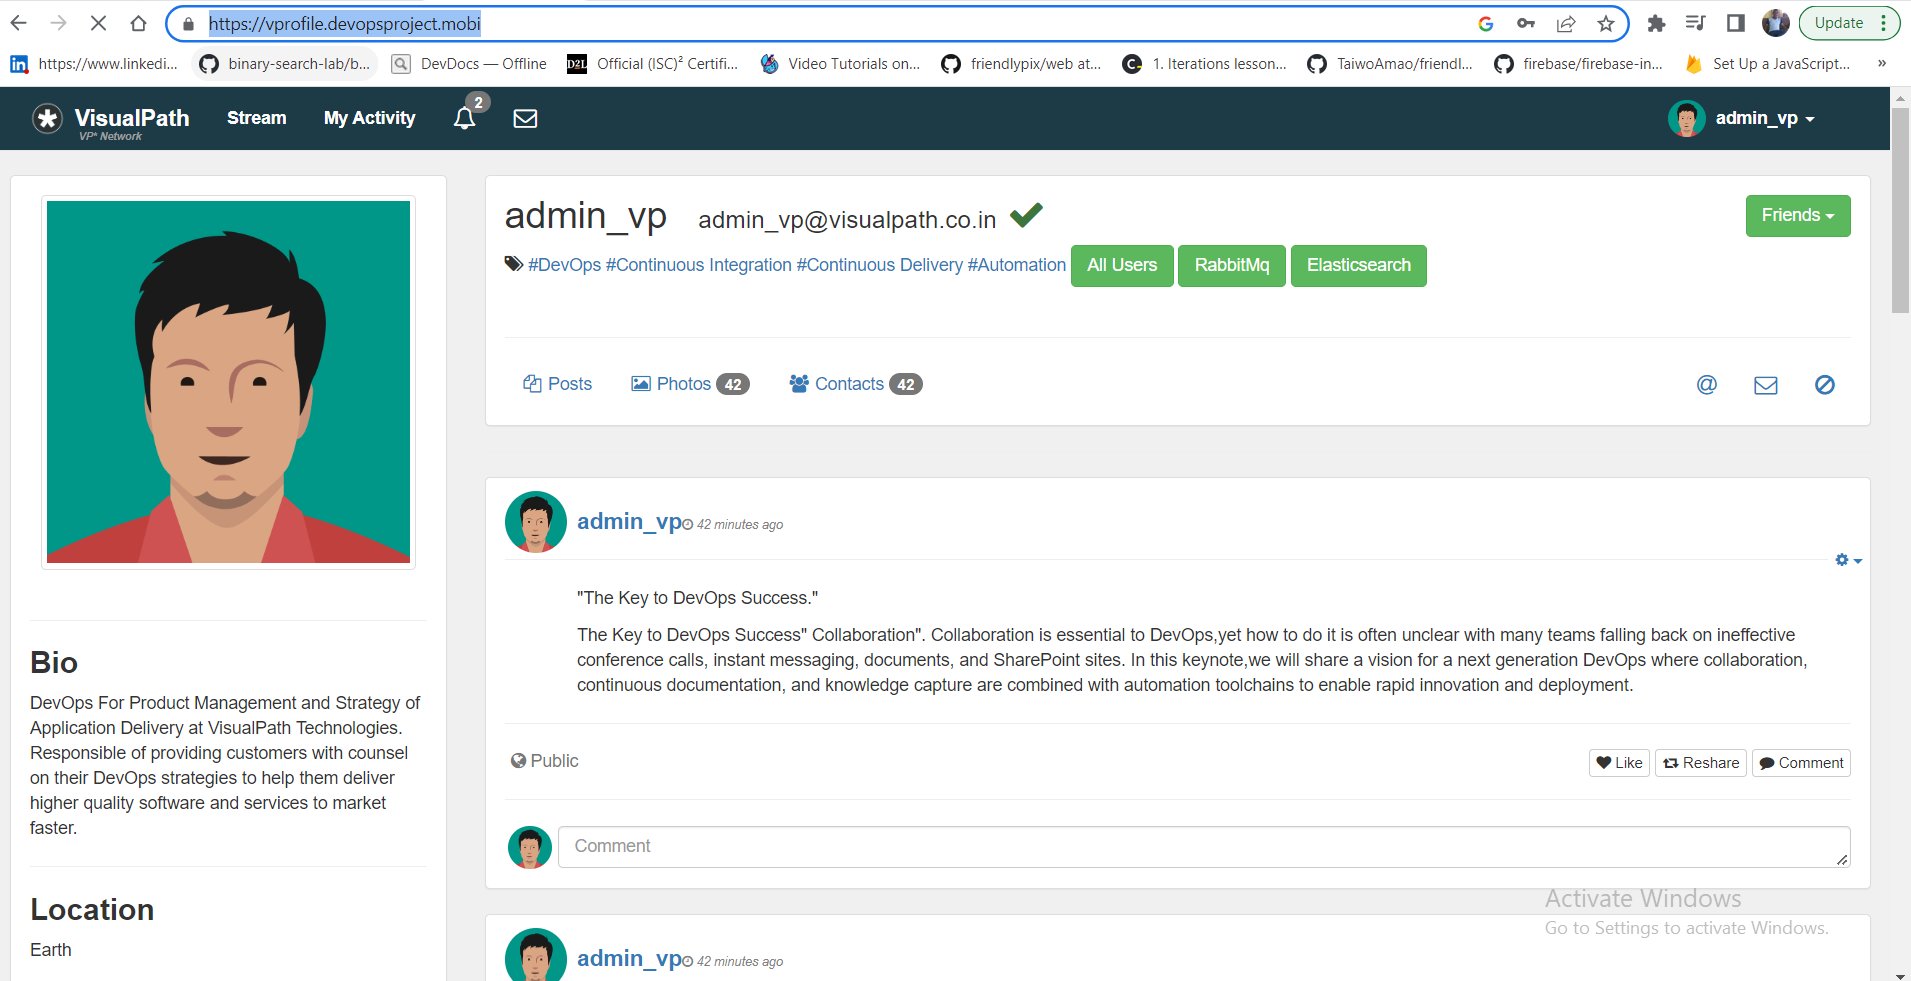 https://vprofile.devopsproject.mobi
Update
https://www.linkedi...
binary-search-lab/b...
DevDocs — Offline
D2L
Official (ISC)² Certifi...
Video Tutorials on...
friendlypix/web at...
1. Iterations lesson...
TaiwoAmao/friendl...
firebase/firebase-in...
Set Up a JavaScript...
»
VisualPath
VP* Network
Stream
My Activity
2
admin_vp
admin_vp admin_vp@visualpath.co.in
Friends
#DevOps #Continuous Integration #Continuous Delivery #Automation
All Users
RabbitMq
Elasticsearch
Posts
Photos 42
Contacts 42
@
admin_vp 42 minutes ago
"The Key to DevOps Success."
The Key to DevOps Success" Collaboration". Collaboration is essential to DevOps,yet how to do it is often unclear with many teams falling back on ineffective
conference calls, instant messaging, documents, and SharePoint sites. In this keynote,we will share a vision for a next generation DevOps where collaboration,
continuous documentation, and knowledge capture are combined with automation toolchains to enable rapid innovation and deployment.
Public
Like
Reshare
Comment
Comment
admin_vp 42 minutes ago
Bio
DevOps For Product Management and Strategy of
Application Delivery at VisualPath Technologies.
Responsible of providing customers with counsel
on their DevOps strategies to help them deliver
higher quality software and services to market
faster.
Location
Earth
Activate Windows
Go to Settings to activate Windows.